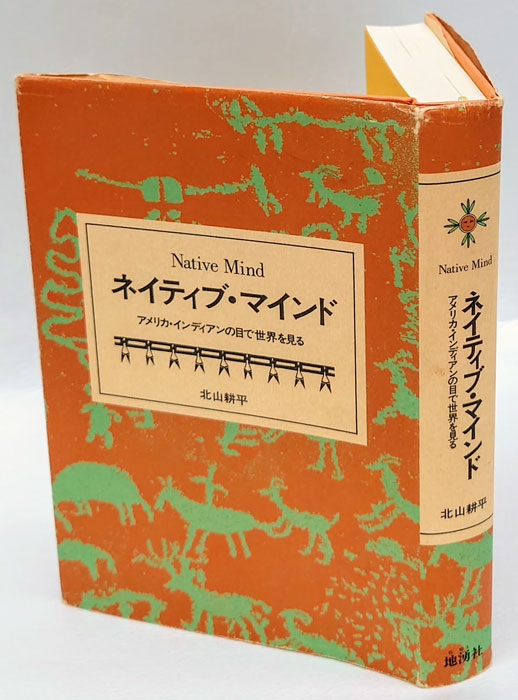 Native Mind
ネイティブ・マインド
アメリカ・インディアンの目で世界を見る
北山耕平
Native Mind
ネイティブ・マインド
アメリカ・インディアンの目で世界を見る
北山耕平
地湧社